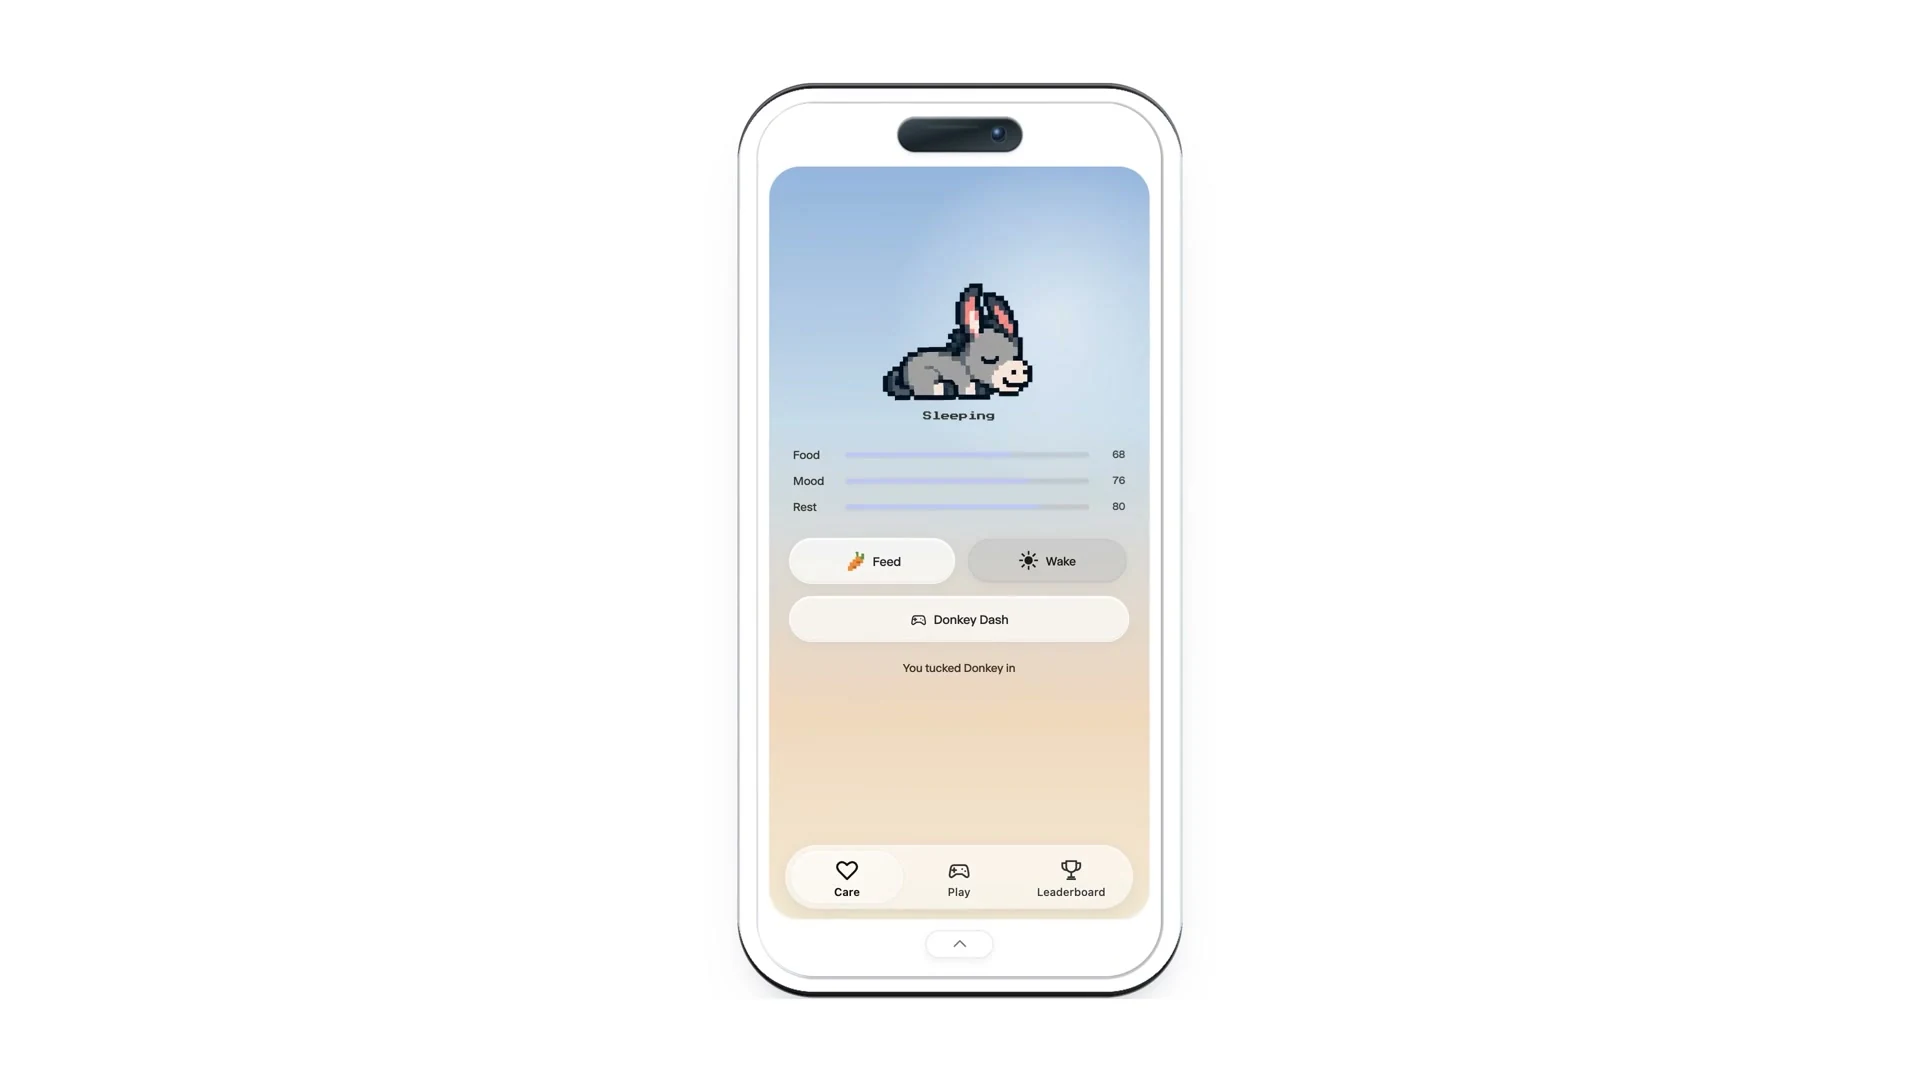 Sleeping
Food 68
Mood 76
Rest 80
Feed Wake
Donkey Dash
You tucked Donkey in
Care Play Leaderboard